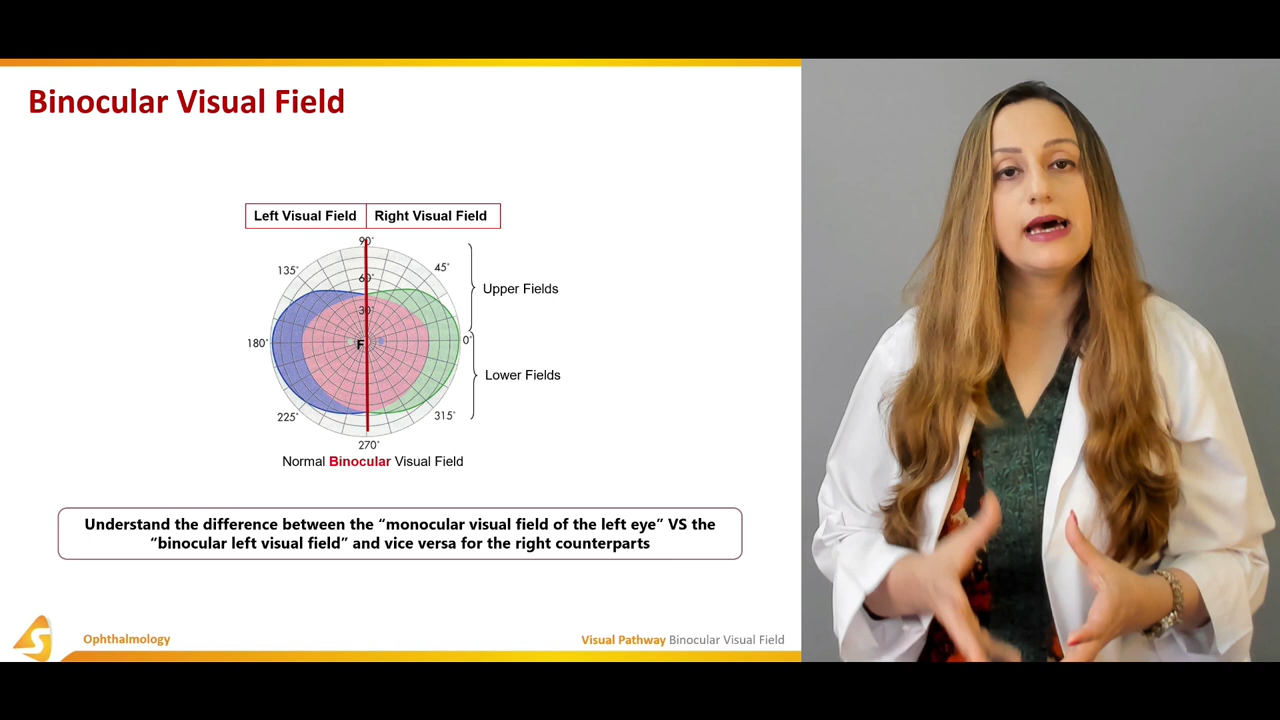 Binocular Visual Field
Left Visual Field
Right Visual Field
90°
135°
60°
45°
30°
Upper Fields
180°
F
0°
Lower Fields
225°
315°
270°
Normal Binocular Visual Field
Understand the difference between the “monocular visual field of the left eye” VS the
“binocular left visual field” and vice versa for the right counterparts
S
Ophthalmology
Visual Pathway Binocular Visual Field